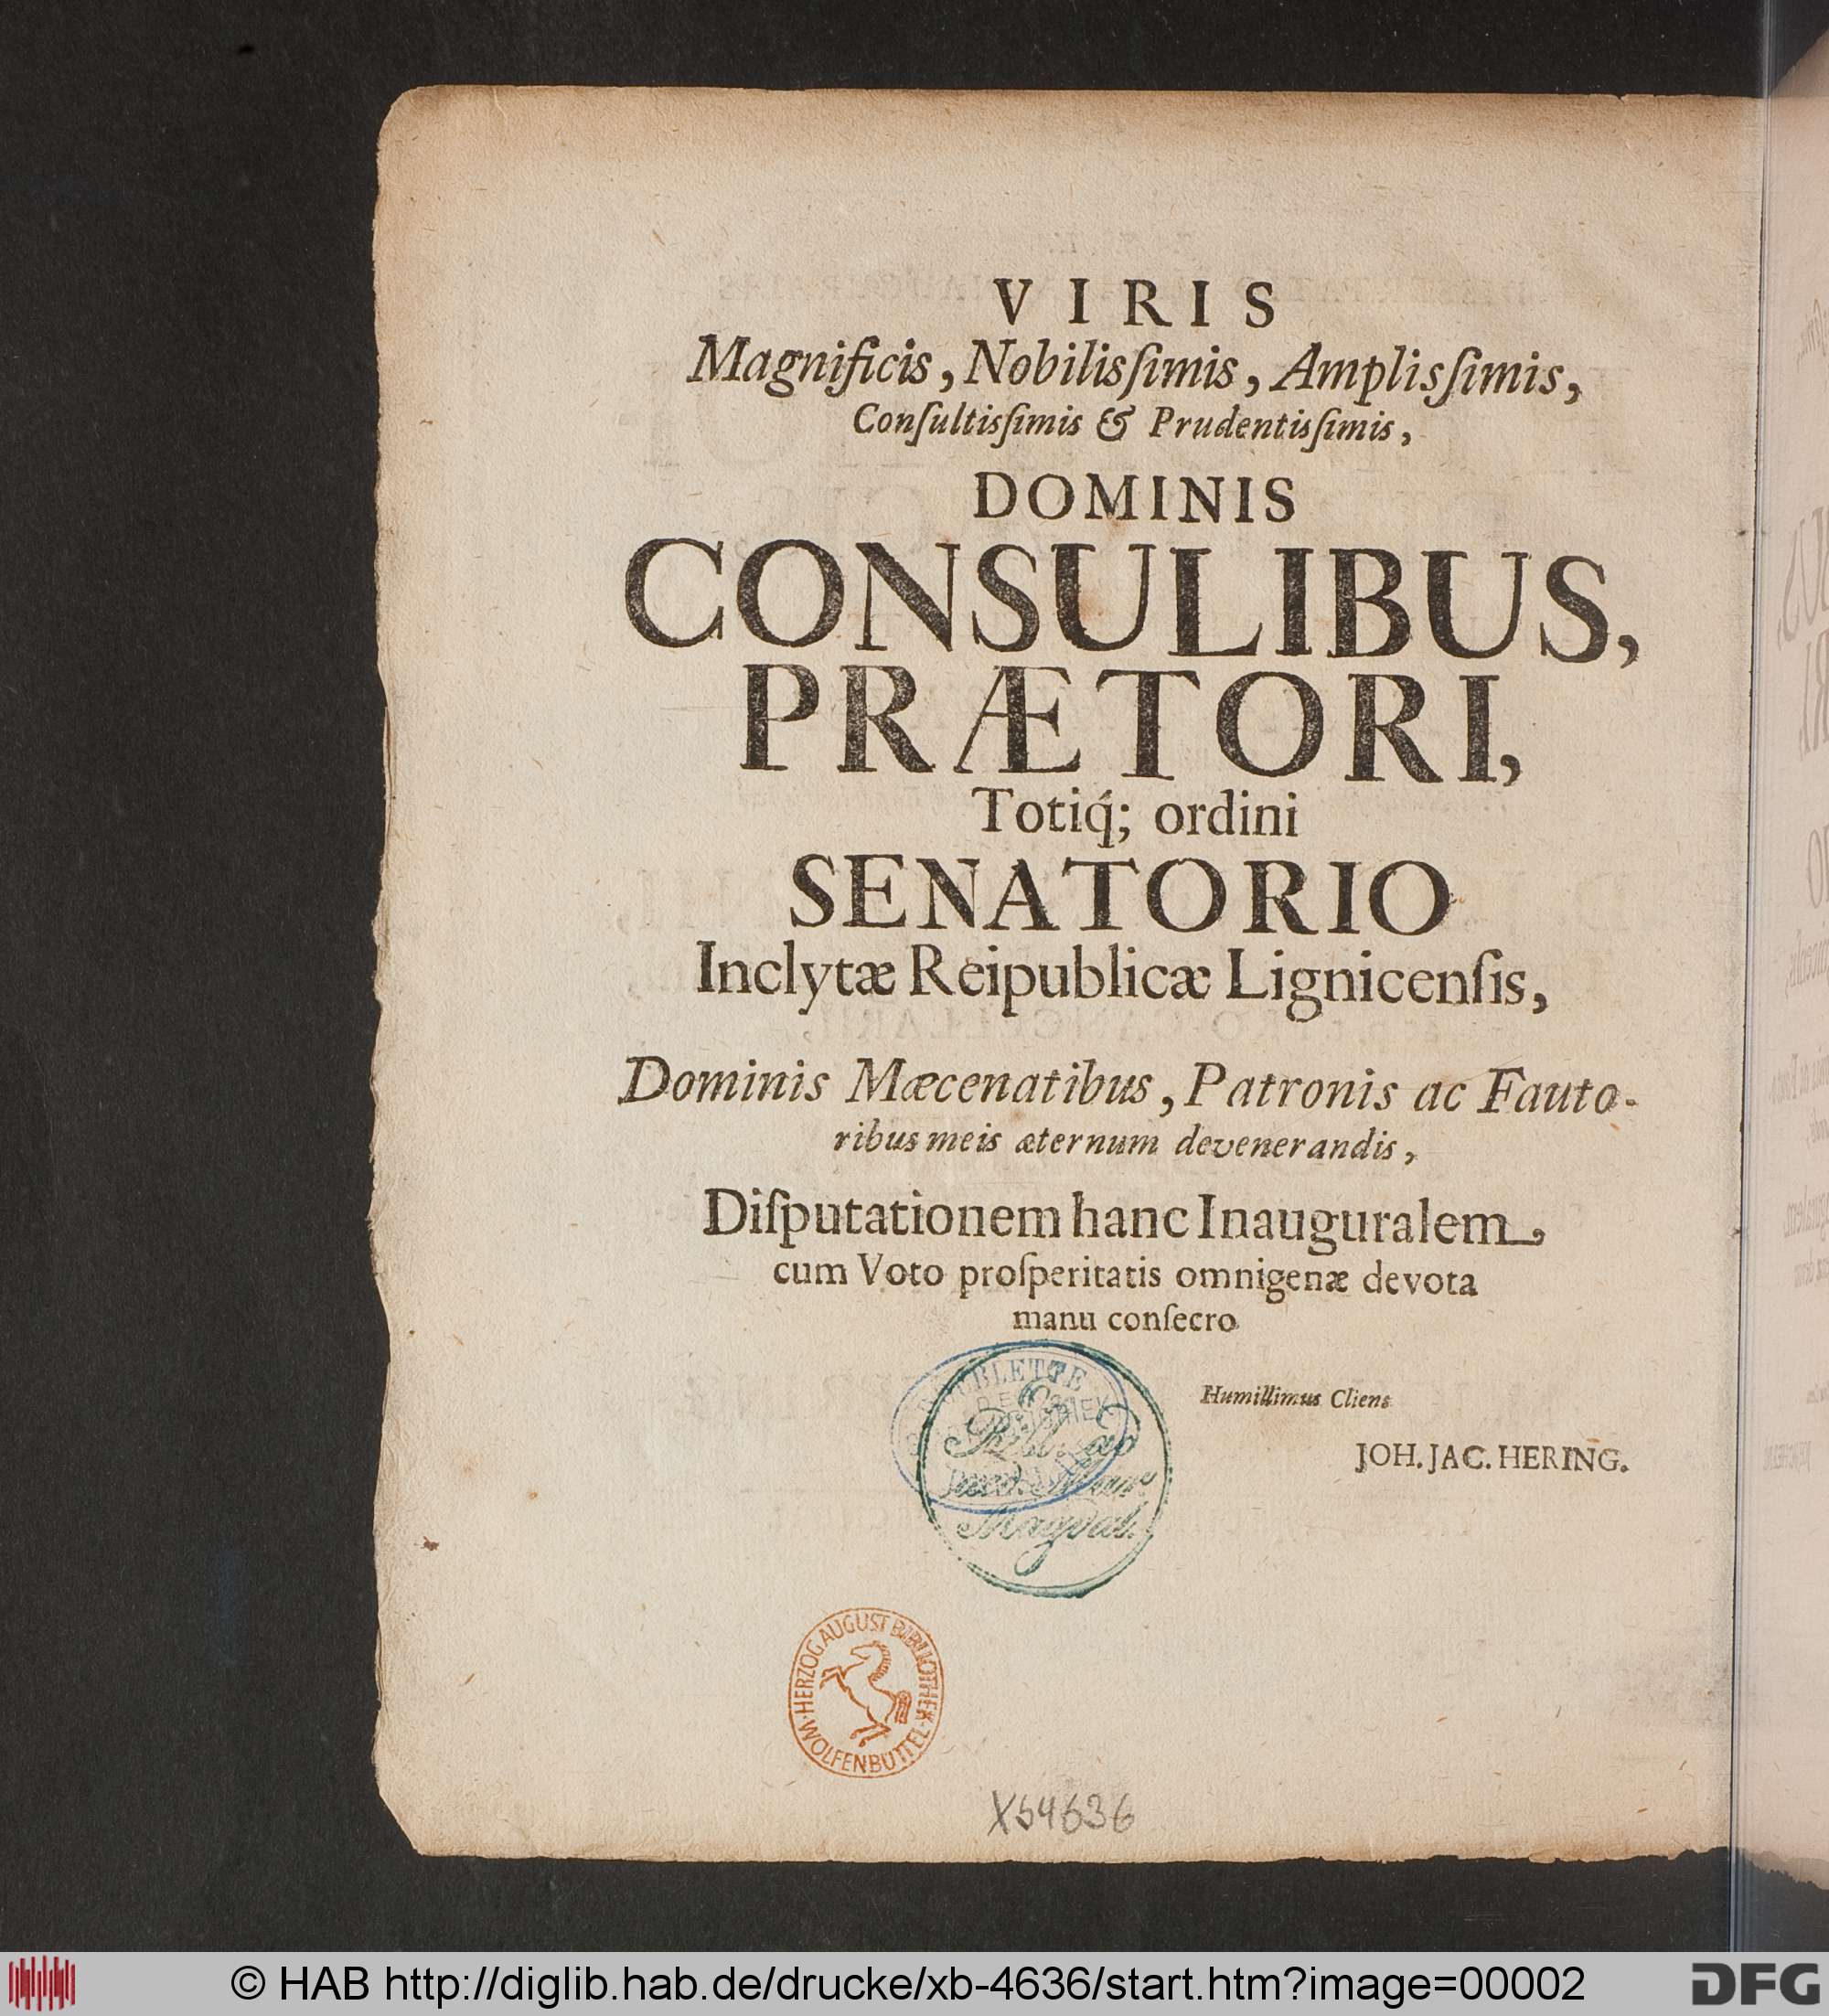 VIRIS
Magnificis, Nobilisſimis, Amplisſimis,
Conſultisſimis & Prudentisſimis,
DOMINIS
CONSULIBUS,
PRÆTORI,
Totiq́; ordini
SENATORIO
Inclytæ Reipublicæ Lignicenſis,
Dominis Mæcenatibus, Patronis ac Fauto-
ribus meis æternum devenerandis,
Diſputationem hanc Inauguralem,
cum Voto proſperitatis omnigenæ devota
manu conſecro
Humillimus Cliens
JOH. JAC. HERING.
HERZOG AUGUST BIBLIOTHEK
WOLFENBÜTTEL
Xb4636
© HAB http://diglib.hab.de/drucke/xb-4636/start.htm?image=00002
DFG